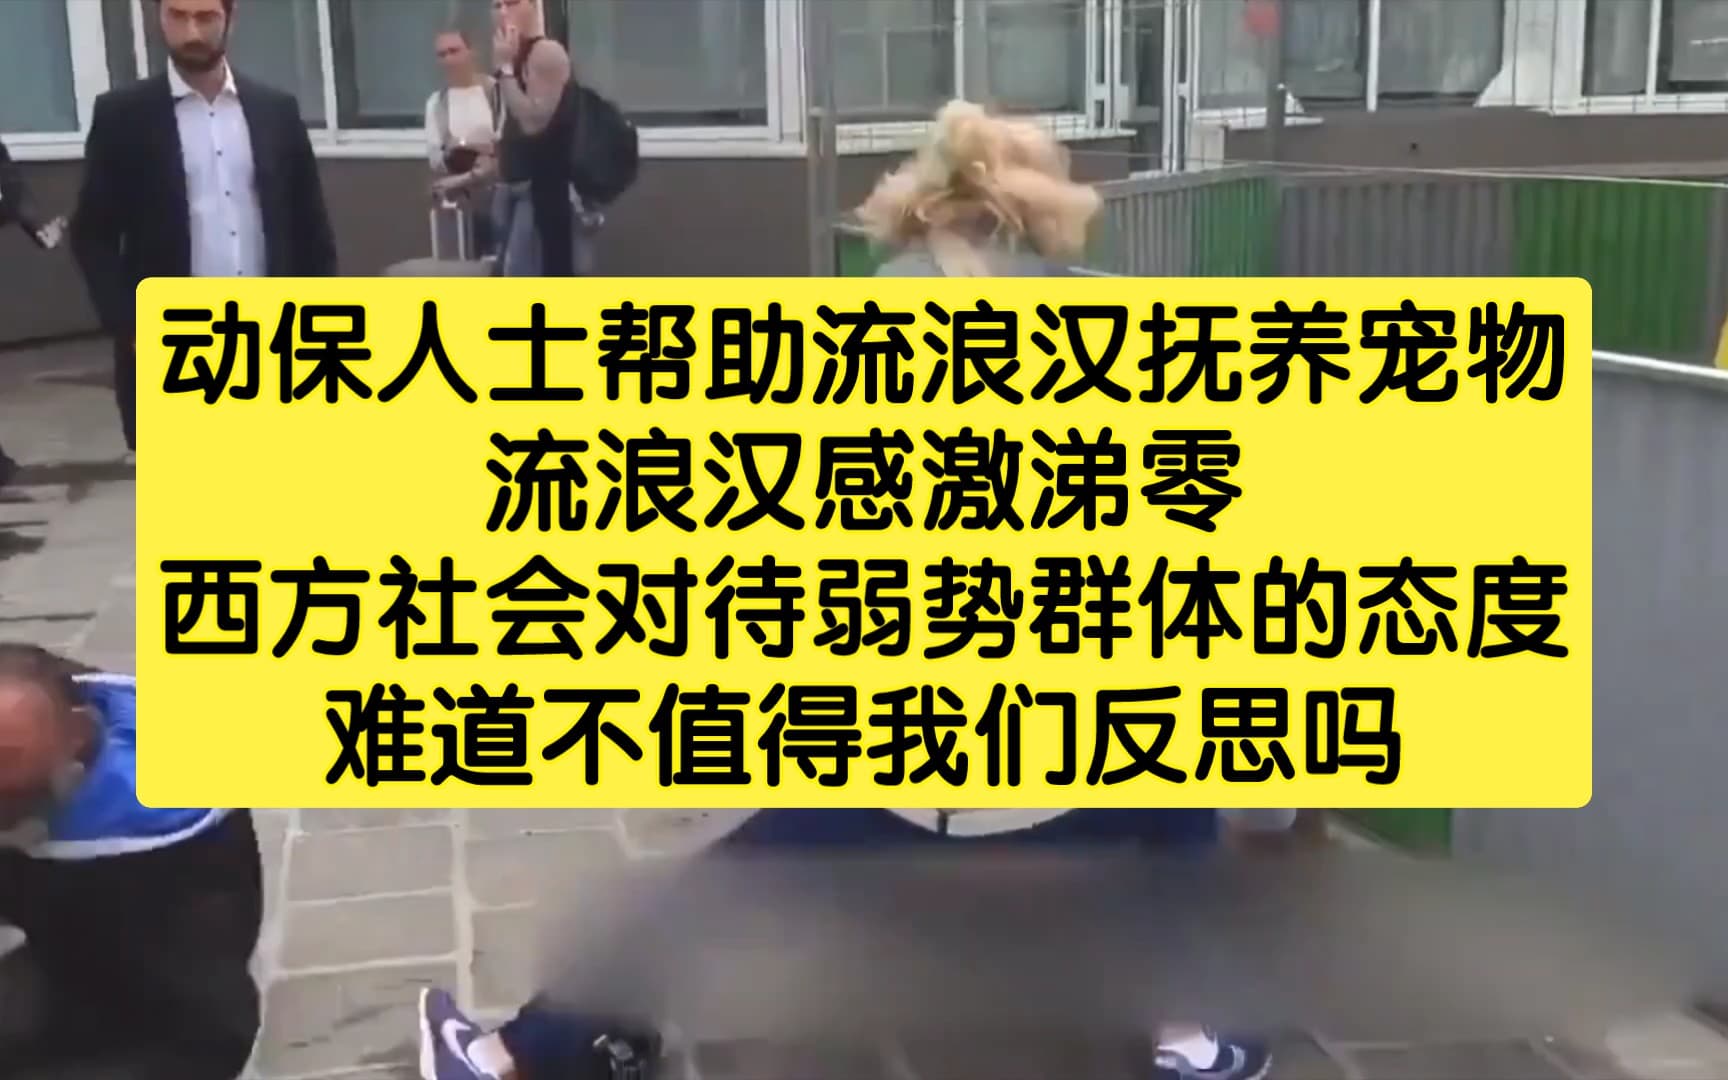 动保人士帮助流浪汉抚养宠物
流浪汉感激涕零
西方社会对待弱势群体的态度
难道不值得我们反思吗